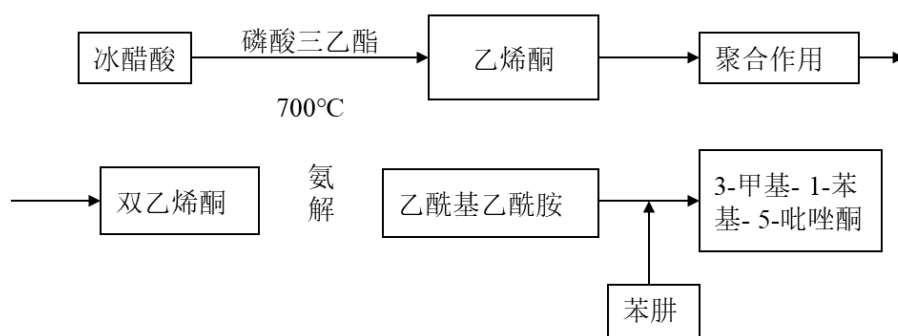 冰醋酸
磷酸三乙酯
700℃
乙烯酮
聚合作用
双乙烯酮
氨
解
乙酰基乙酰胺
3-甲基- 1-苯
基- 5-吡唑酮
苯肼